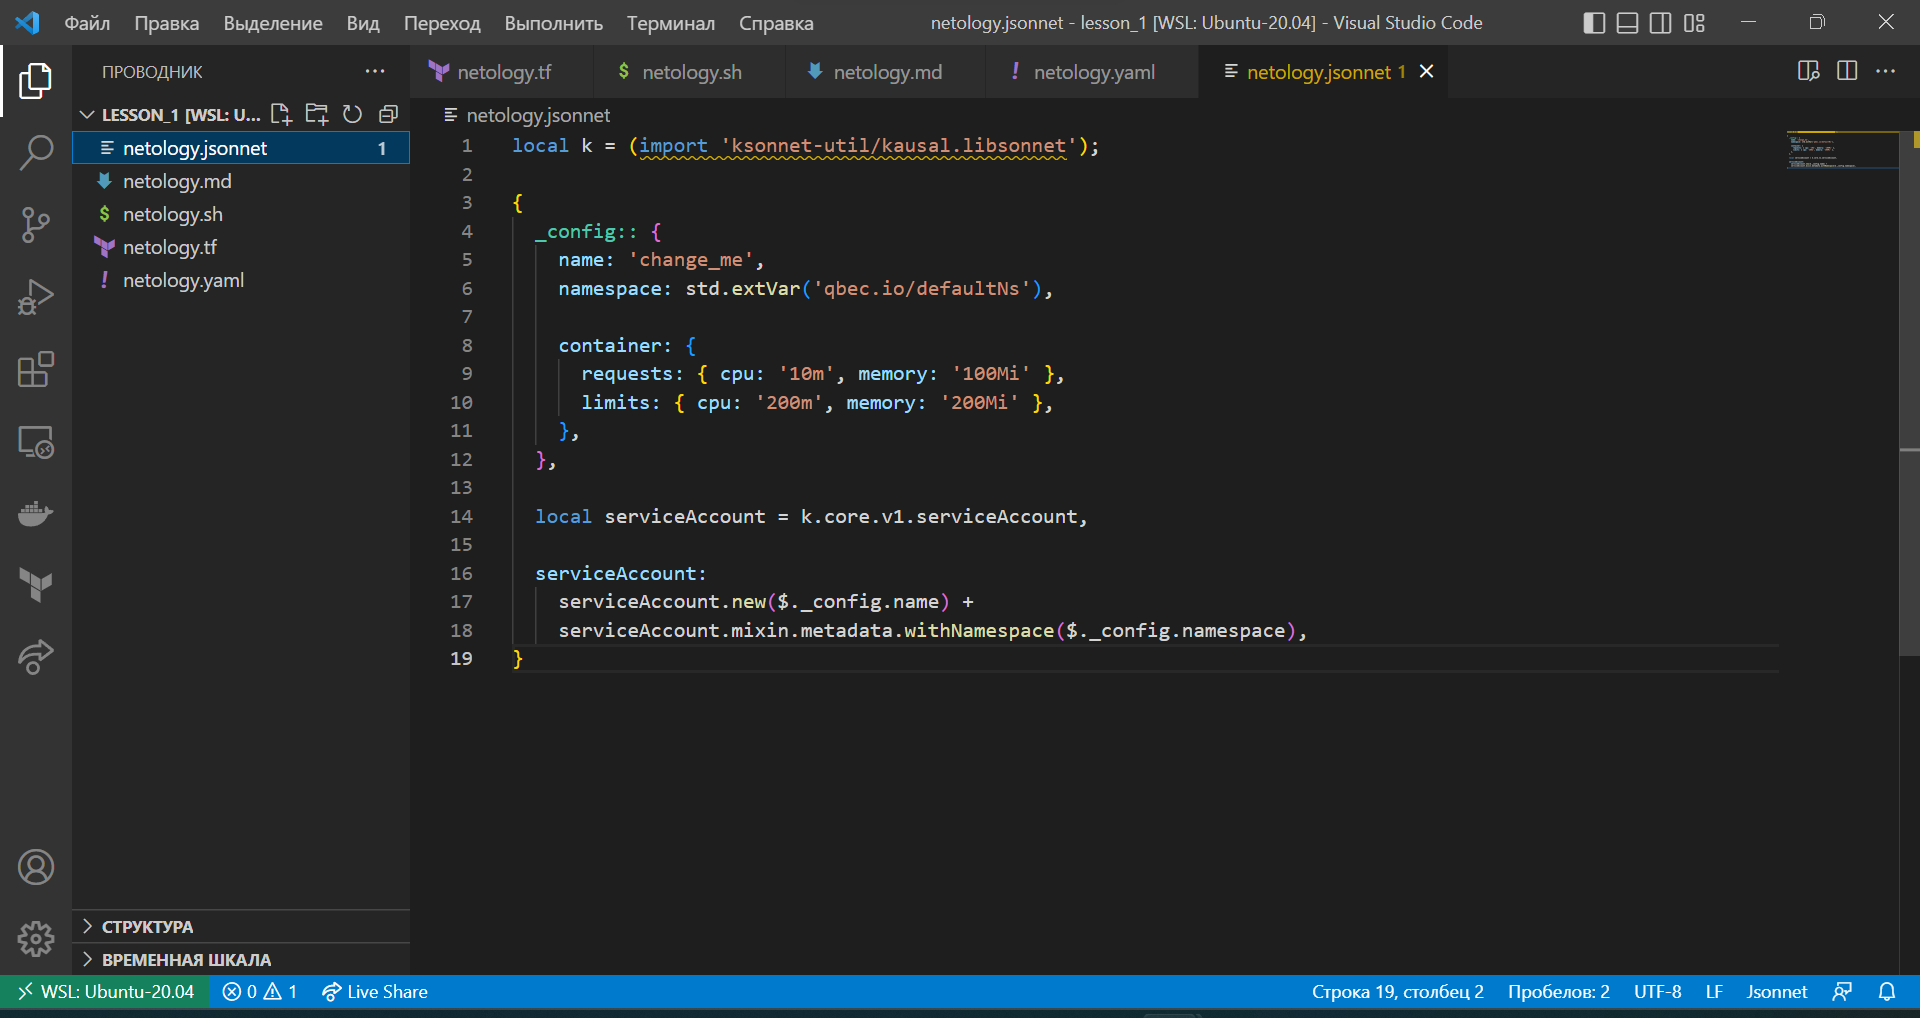 Файл Правка Выделение Вид Переход Выполнить Терминал Справка netology.jsonnet - lesson_1 [WSL: Ubuntu-20.04] - Visual Studio Code
ПРОВОДНИК
netology.tf netology.sh netology.md netology.yaml netology.jsonnet 1
LESSON_1 [WSL: U...
netology.jsonnet 1
netology.md
netology.sh
netology.tf
netology.yaml
netology.jsonnet
1 local k = (import 'ksonnet-util/kausal.libsonnet');
2
3 {
4 _config:: {
5 name: 'change_me',
6 namespace: std.extVar('qbec.io/defaultNs'),
7
8 container: {
9 requests: { cpu: '10m', memory: '100Mi' },
10 limits: { cpu: '200m', memory: '200Mi' },
11 },
12 },
13
14 local serviceAccount = k.core.v1.serviceAccount,
15
16 serviceAccount:
17 serviceAccount.new($._config.name) +
18 serviceAccount.mixin.metadata.withNamespace($._config.namespace),
19 }
СТРУКТУРА
ВРЕМЕННАЯ ШКАЛА
WSL: Ubuntu-20.04 0 1 Live Share Строка 19, столбец 2 Пробелов: 2 UTF-8 LF Jsonnet